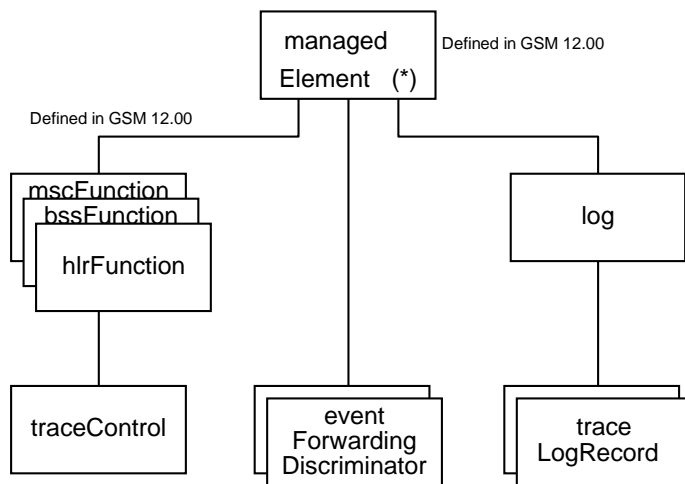 managed
Element (*)
Defined in GSM 12.00
Defined in GSM 12.00
mscFunction
bssFunction
hlrFunction
log
traceControl
event
Forwarding
Discriminator
trace
LogRecord